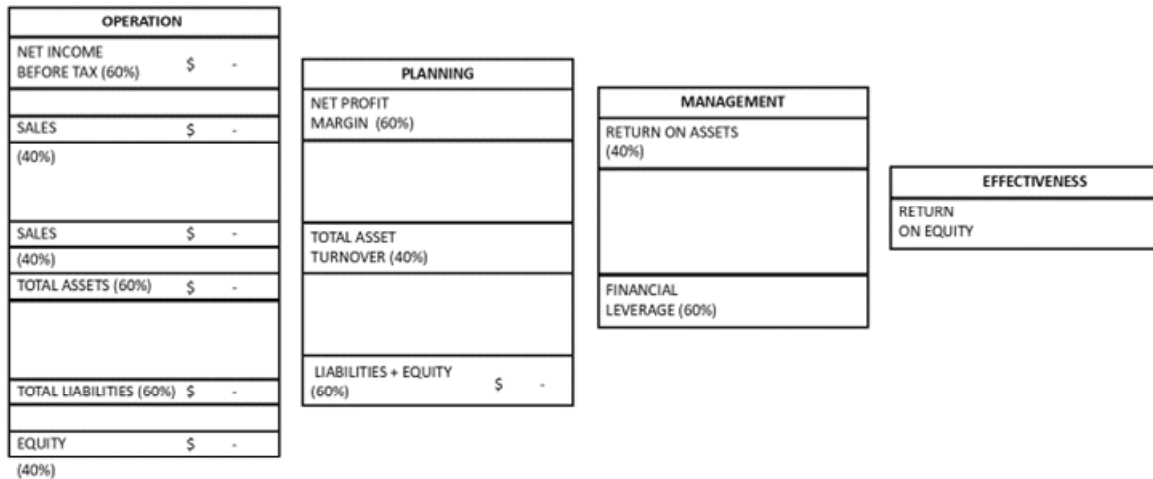 OPERATION
NET INCOME
BEFORE TAX (60%) $ -
SALES $ -
(40%)
SALES $ -
(40%)
TOTAL ASSETS (60%) $ -
TOTAL LIABILITIES (60%) $ -
EQUITY $ -
(40%)
PLANNING
NET PROFIT
MARGIN (60%)
TOTAL ASSET
TURNOVER (40%)
LIABILITIES + EQUITY $ -
(60%)
MANAGEMENT
RETURN ON ASSETS
(40%)
FINANCIAL
LEVERAGE (60%)
EFFECTIVENESS
RETURN
ON EQUITY